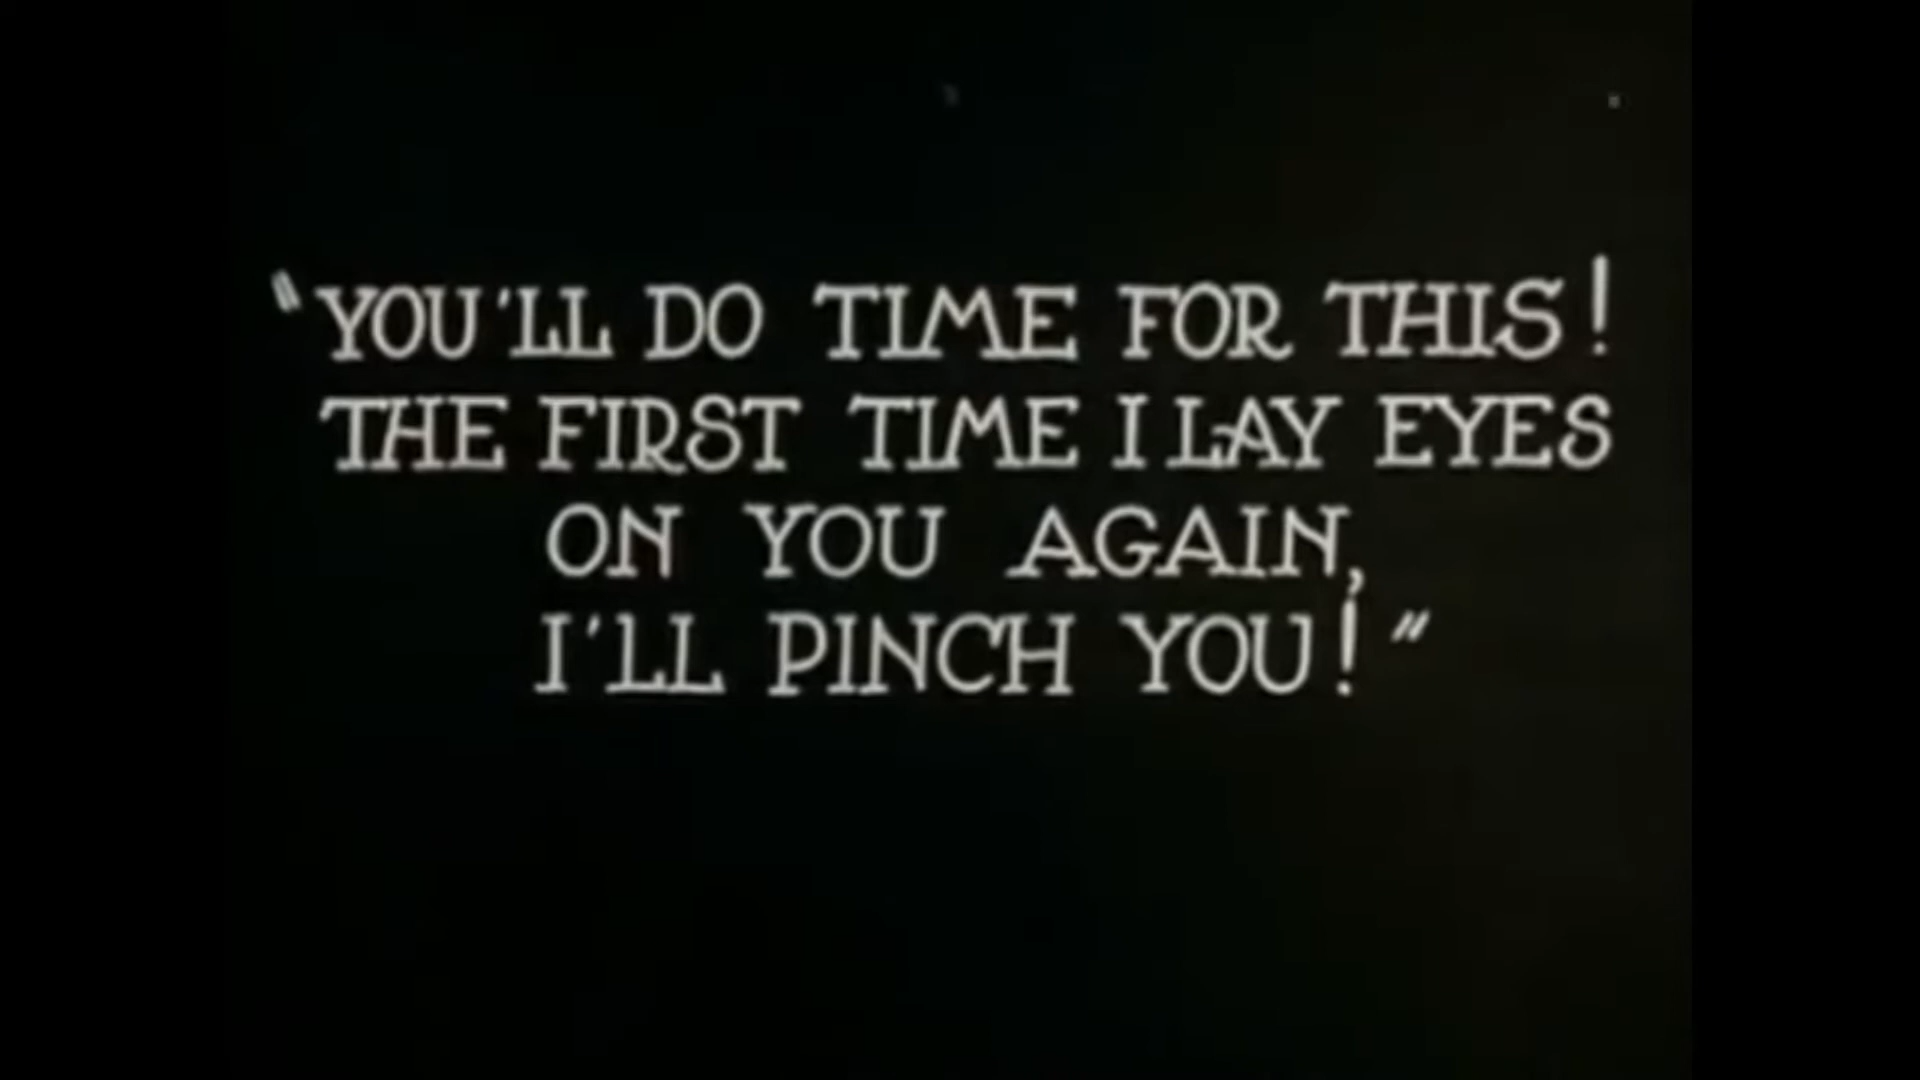 "YOU'LL DO TIME FOR THIS!
THE FIRST TIME I LAY EYES
ON YOU AGAIN,
I'LL PINCH YOU!"